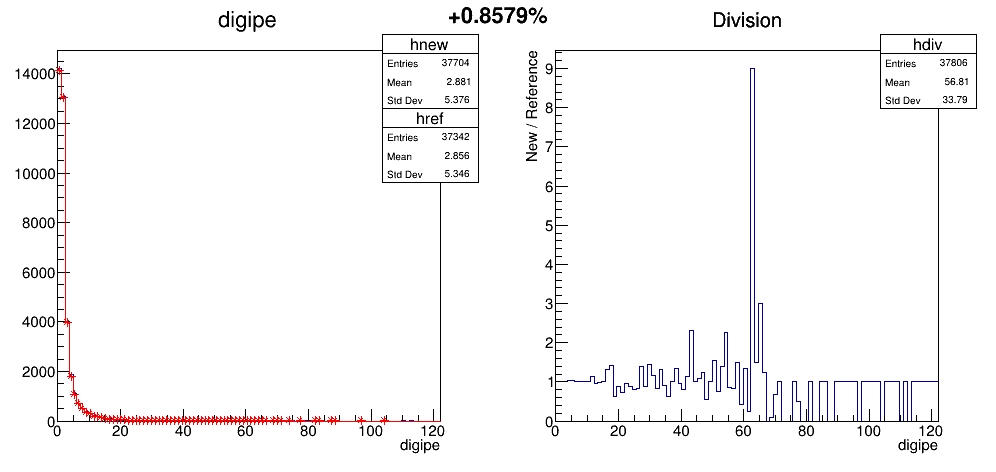 +0.8579%
digipe
hnew
Entries 37704
Mean 2.881
Std Dev 5.376
href
Entries 37342
Mean 2.856
Std Dev 5.346
14000
12000
10000
8000
6000
4000
2000
0
0 20 40 60 80 100 120
digipe
Division
hdiv
Entries 37806
Mean 56.81
Std Dev 33.79
New / Reference
9
8
7
6
5
4
3
2
1
0
0 20 40 60 80 100 120
digipe